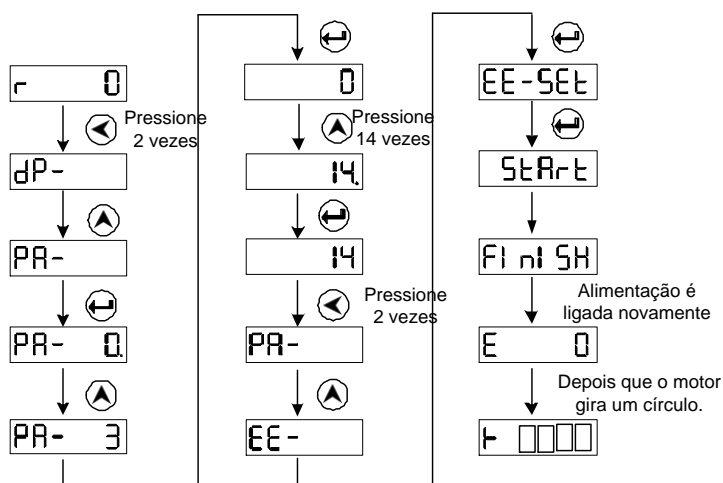 r 0
Pressione
2 vezes
dP-
PA-
PA- 0.
PA- 3
0
Pressione
14 vezes
14.
14
Pressione
2 vezes
PA-
EE-
EE-SEt
StArt
FInISH
Alimentação é
ligada novamente
E 0
Depois que o motor
gira um círculo.